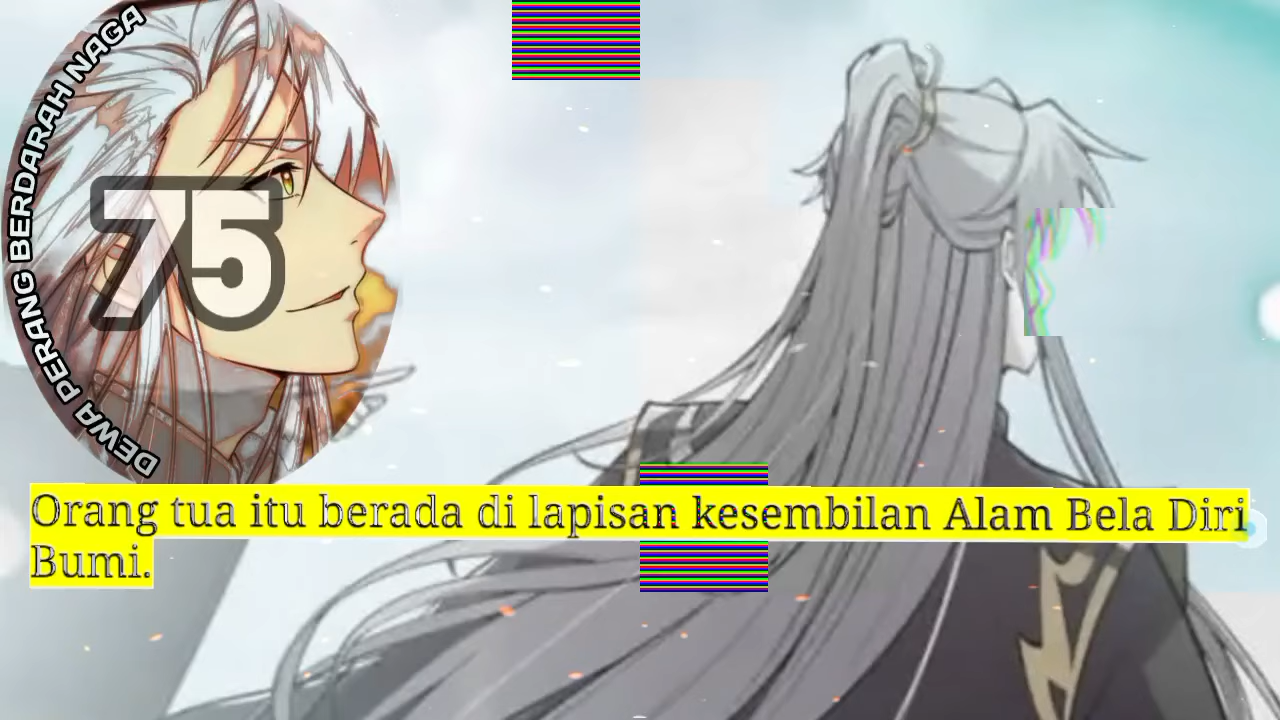 DEWA PERANG BERDARAH NAGA
75
Orang tua itu berada di lapisan kesembilan Alam Bela Diri
Bumi.